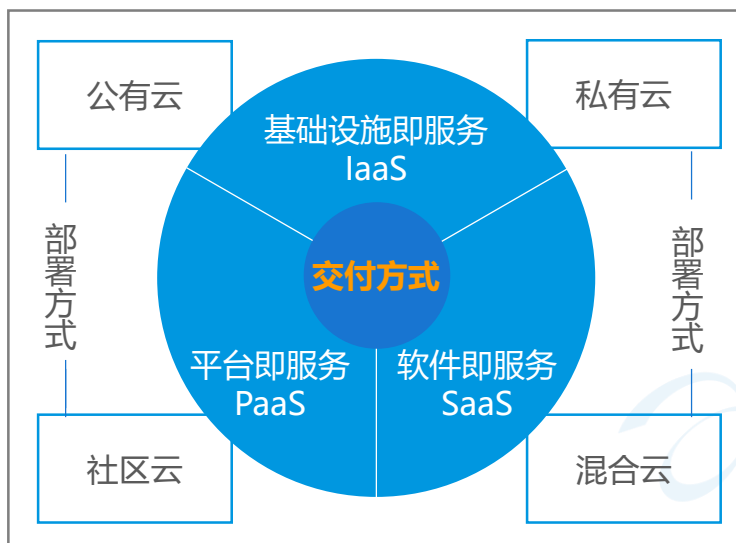 公有云
私有云
基础设施即服务
IaaS
部署方式
交付方式
部署方式
平台即服务
PaaS
软件即服务
SaaS
社区云
混合云